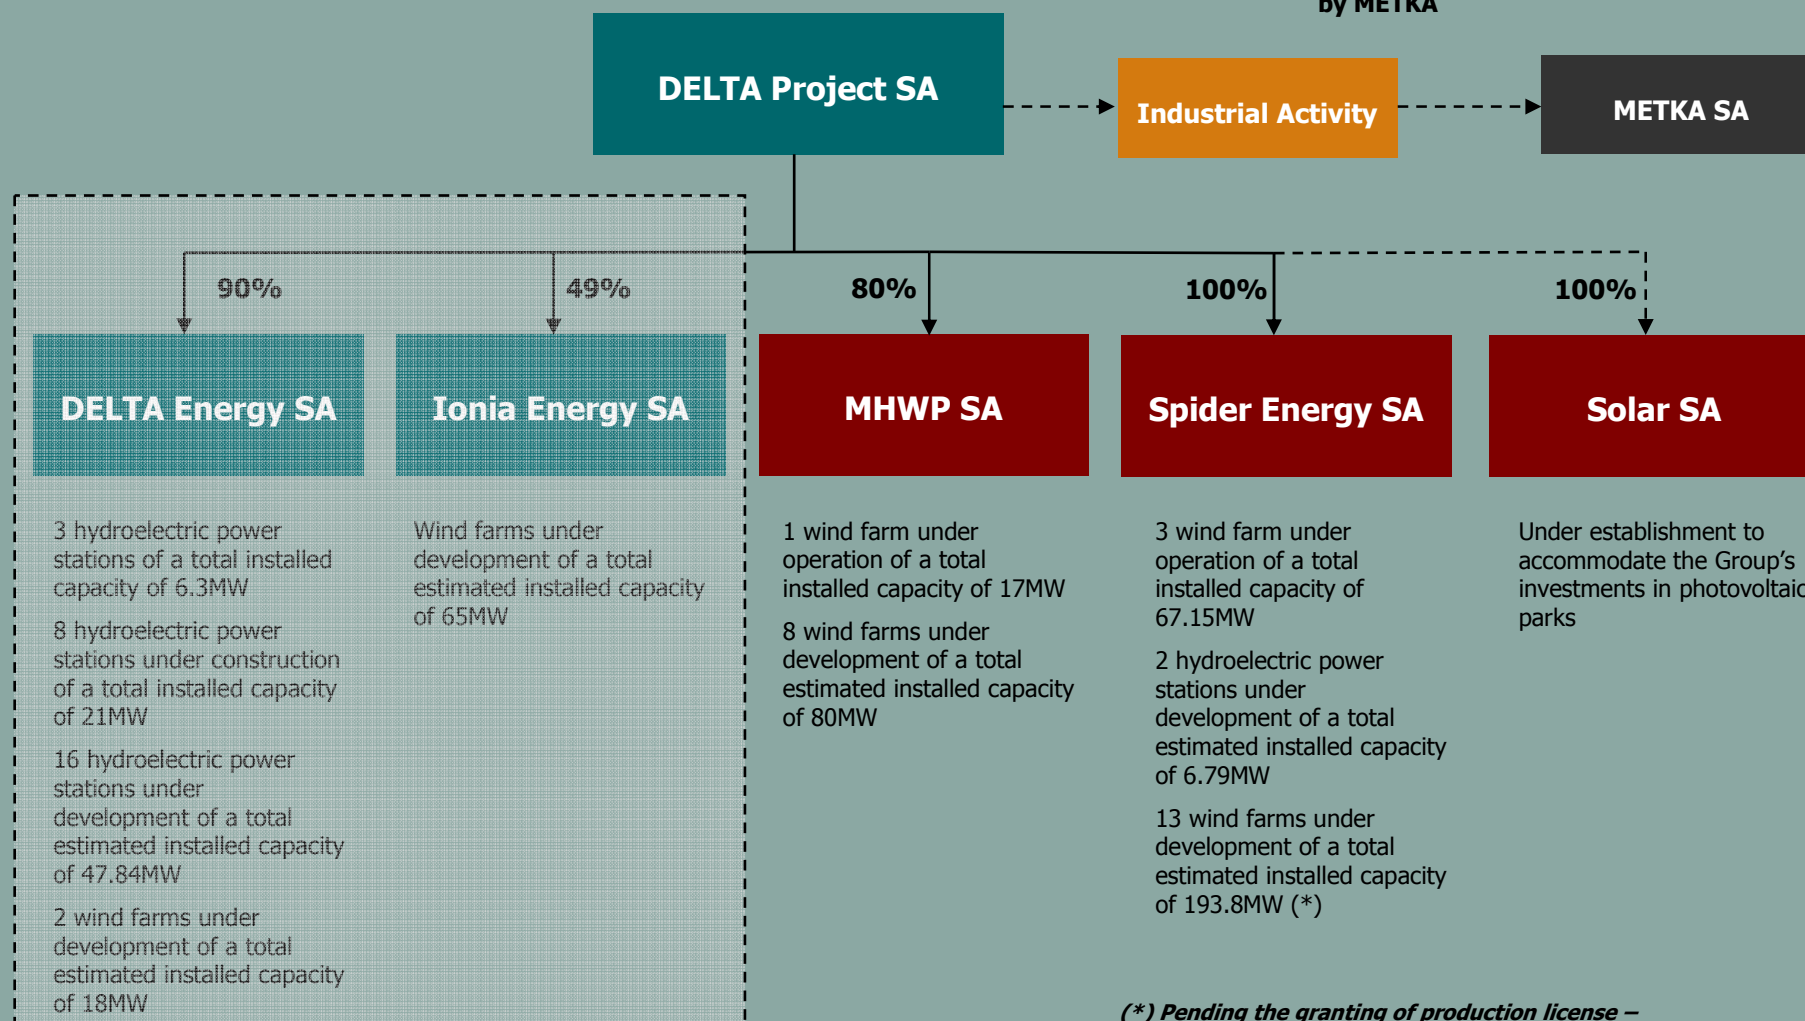 by METKA
DELTA Project SA
Industrial Activity
METKA SA
90%
49%
80%
100%
100%
DELTA Energy SA
Ionia Energy SA
MHWP SA
Spider Energy SA
Solar SA
3 hydroelectric power
stations of a total installed
capacity of 6.3MW
8 hydroelectric power
stations under construction
of a total installed capacity
of 21MW
16 hydroelectric power
stations under
development of a total
estimated installed capacity
of 47.84MW
2 wind farms under
development of a total
estimated installed capacity
of 18MW
Wind farms under
development of a total
estimated installed capacity
of 65MW
1 wind farm under
operation of a total
installed capacity of 17MW
8 wind farms under
development of a total
estimated installed capacity
of 80MW
3 wind farm under
operation of a total
installed capacity of
67.15MW
2 hydroelectric power
stations under
development of a total
estimated installed capacity
of 6.79MW
13 wind farms under
development of a total
estimated installed capacity
of 193.8MW (*)
Under establishment to
accommodate the Group's
investments in photovoltaic
parks
(*) Pending the granting of production license –